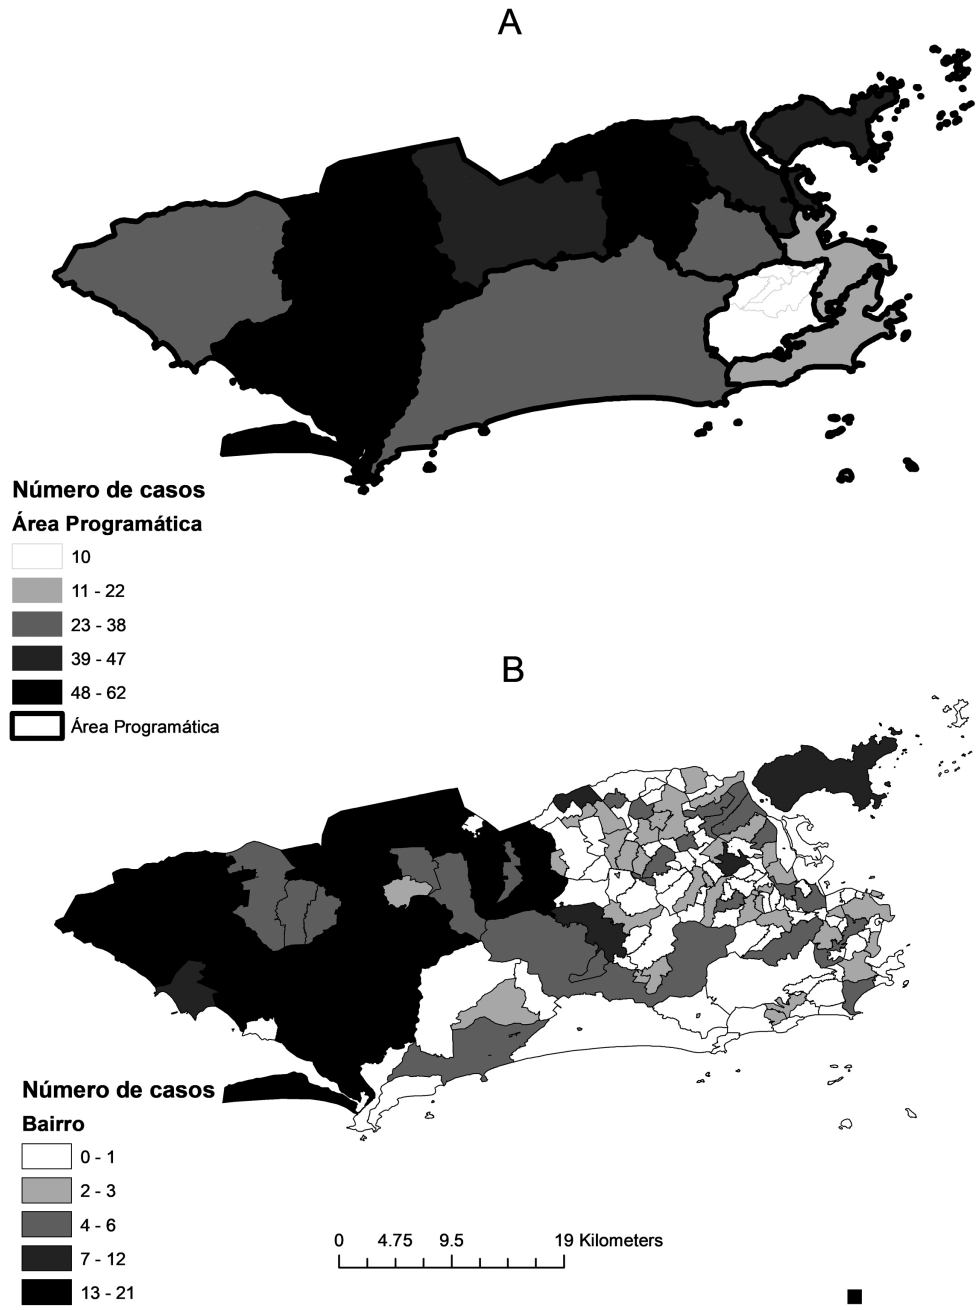 A
Número de casos
Área Programática
10
11 - 22
23 - 38
39 - 47
48 - 62
Área Programática
B
Número de casos
Bairro
0 - 1
2 - 3
4 - 6
7 - 12
13 - 21
0 4.75 9.5 19 Kilometers